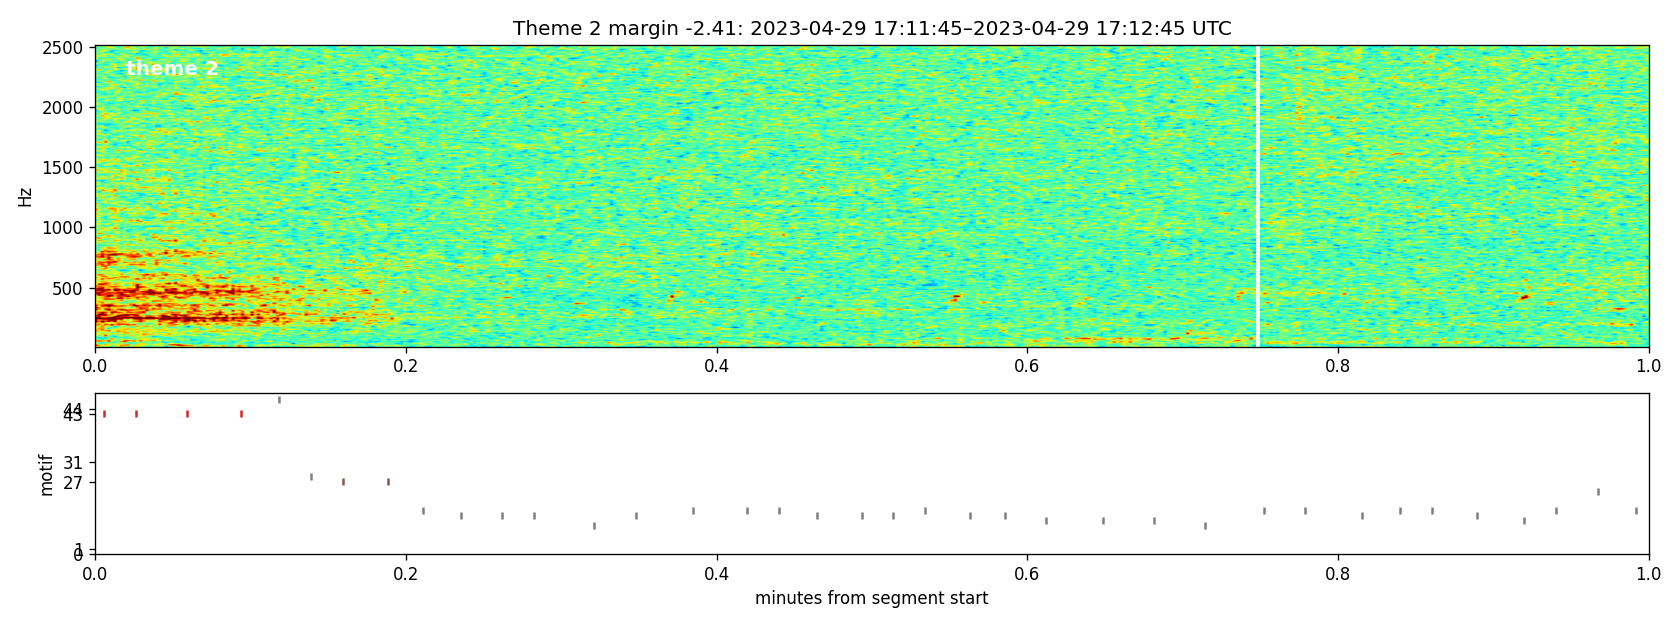 Theme 2 margin -2.41: 2023-04-29 17:11:45–2023-04-29 17:12:45 UTC
theme 2
2500
2000
1500
1000
500
Hz
0.0 0.2 0.4 0.6 0.8 1.0
44
43
31
27
1
0
motif
0.0 0.2 0.4 0.6 0.8 1.0
minutes from segment start